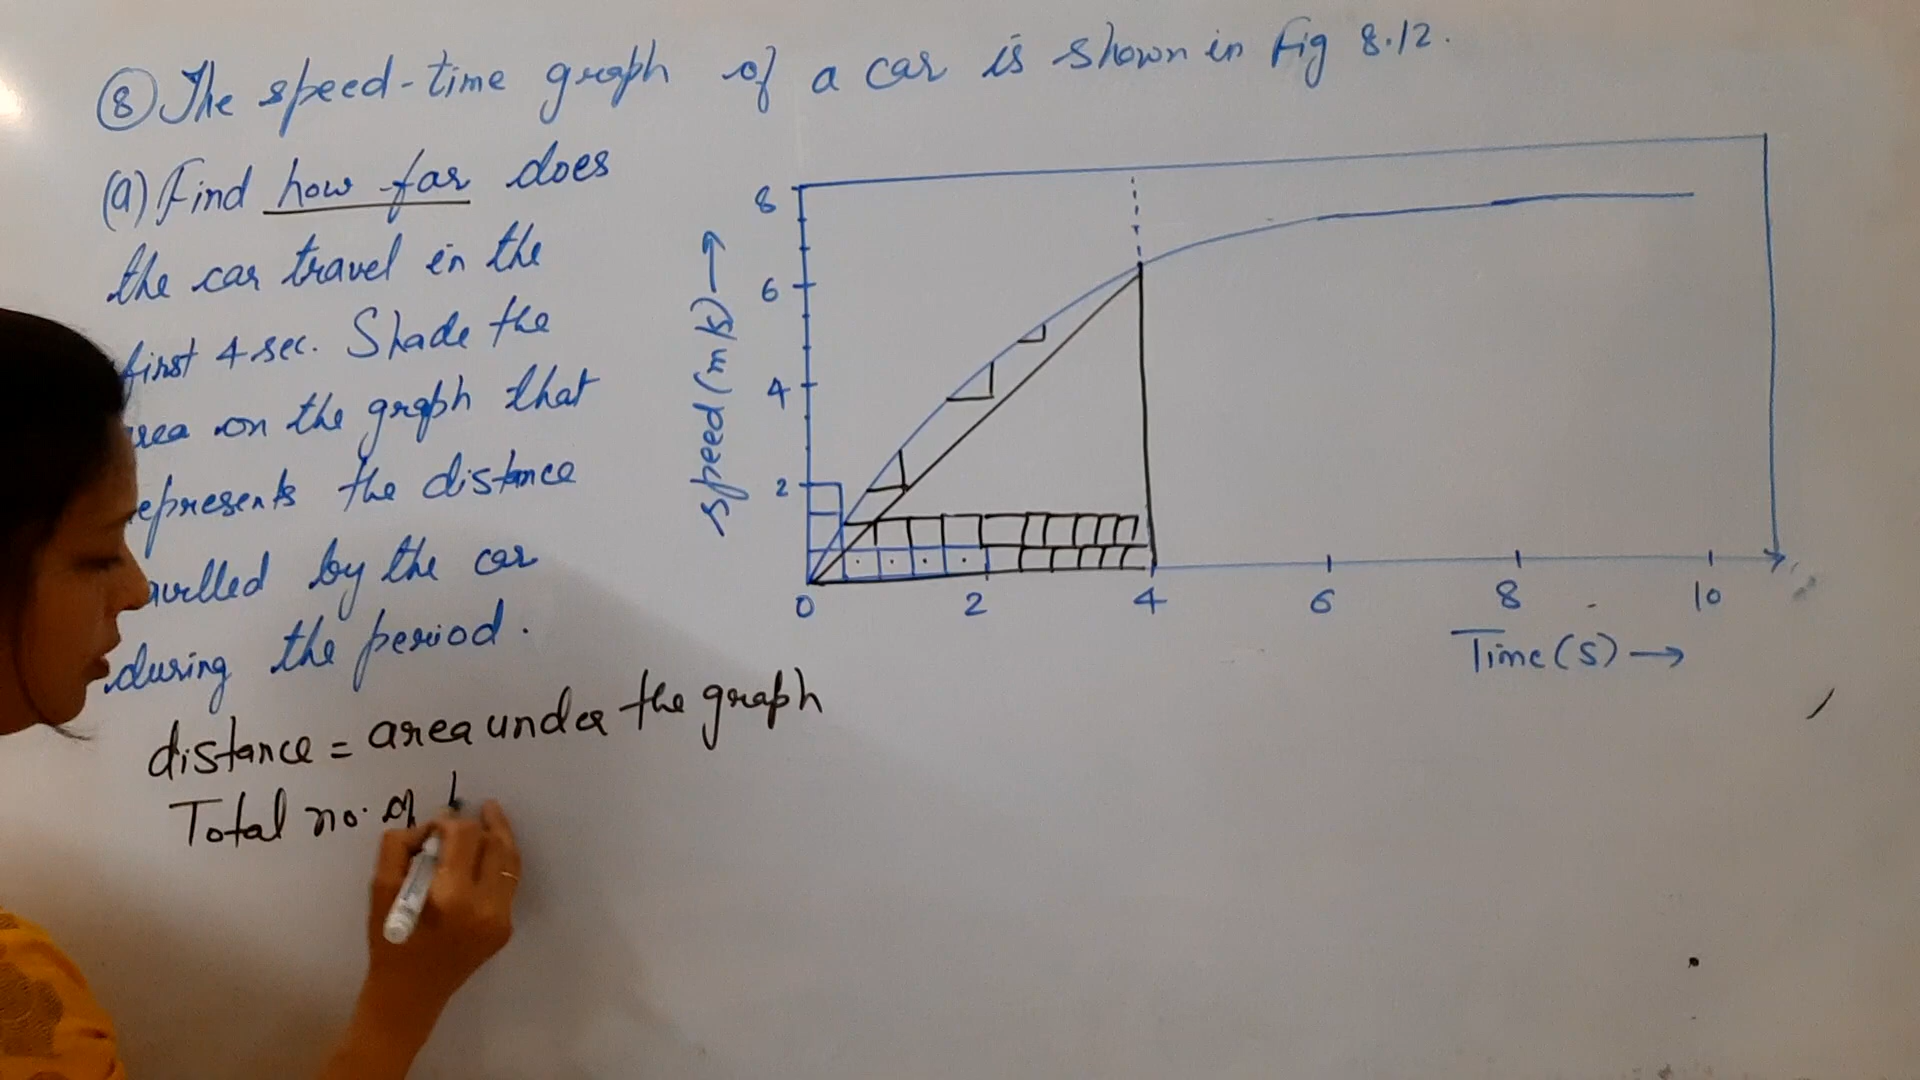 ⑧ The speed-time graph of a car is shown in Fig 8.12.
(a) Find how far does
the car travel in the
first 4 sec. Shade the
area on the graph that
epresents the distance
avelled by the car
during the period.
distance = area under the graph
Total no. of
speed (m/s) →
8
6
4
2
0 2 4 6 8 10
Time (s) →